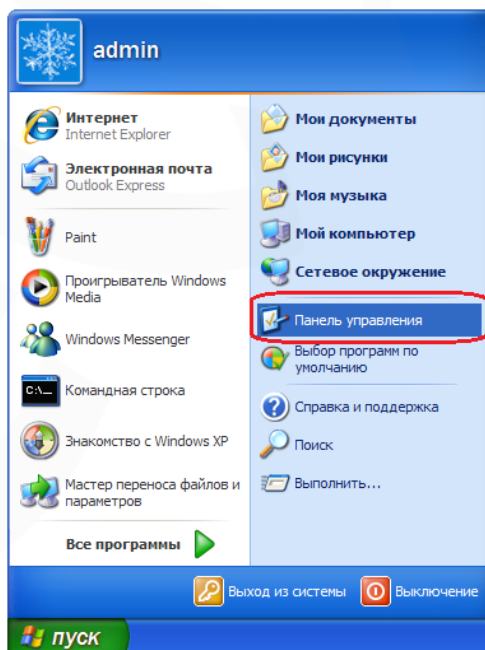 admin
Интернет
Internet Explorer
Электронная почта
Outlook Express
Paint
Проигрыватель Windows
Media
Windows Messenger
C:\_
Командная строка
Знакомство с Windows XP
Мастер переноса файлов и
параметров
Все программы
Мои документы
Мои рисунки
Моя музыка
Мой компьютер
Сетевое окружение
Панель управления
Выбор программ по
умолчанию
Справка и поддержка
Поиск
Выполнить...
Выход из системы
Выключение
пуск